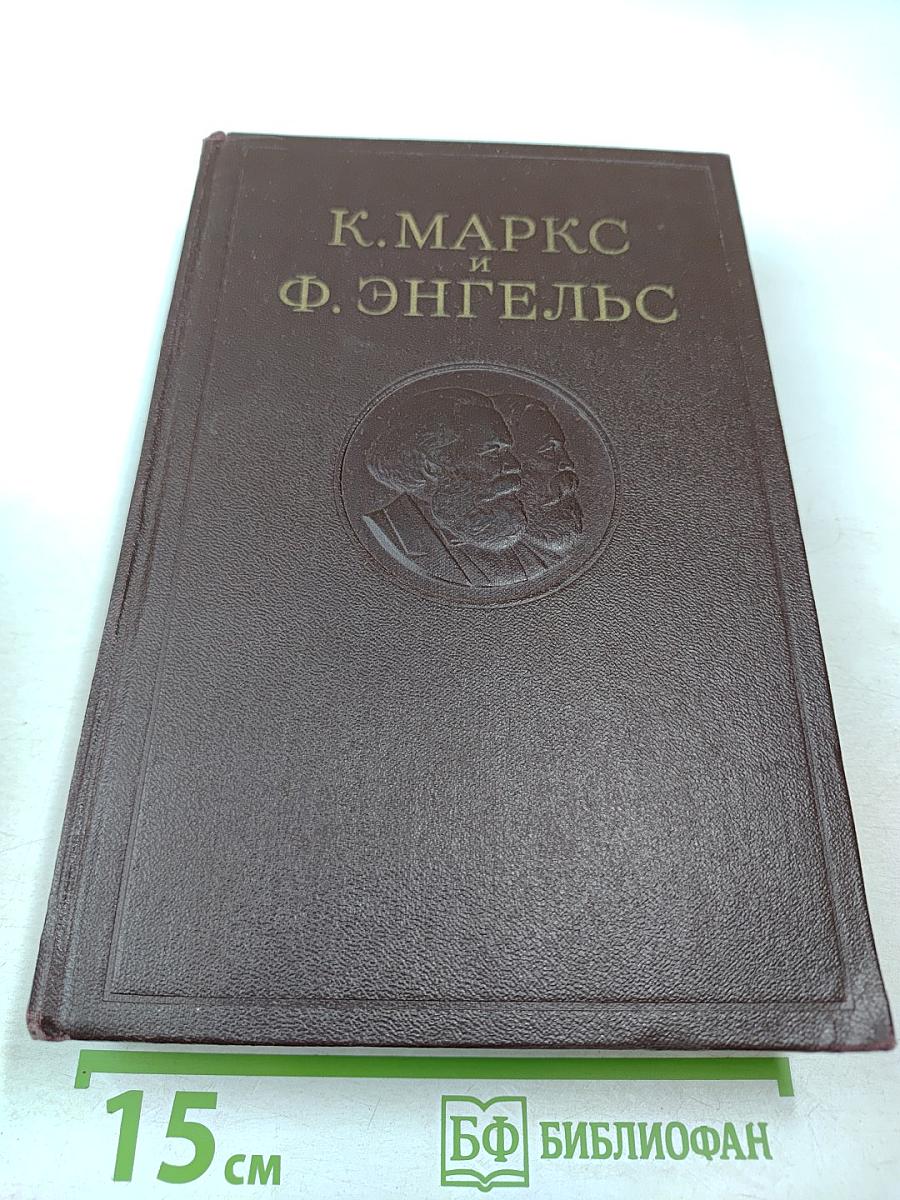 К. МАРКС
и
Ф. ЭНГЕЛЬС
15 см
БФ БИБЛИОФАН